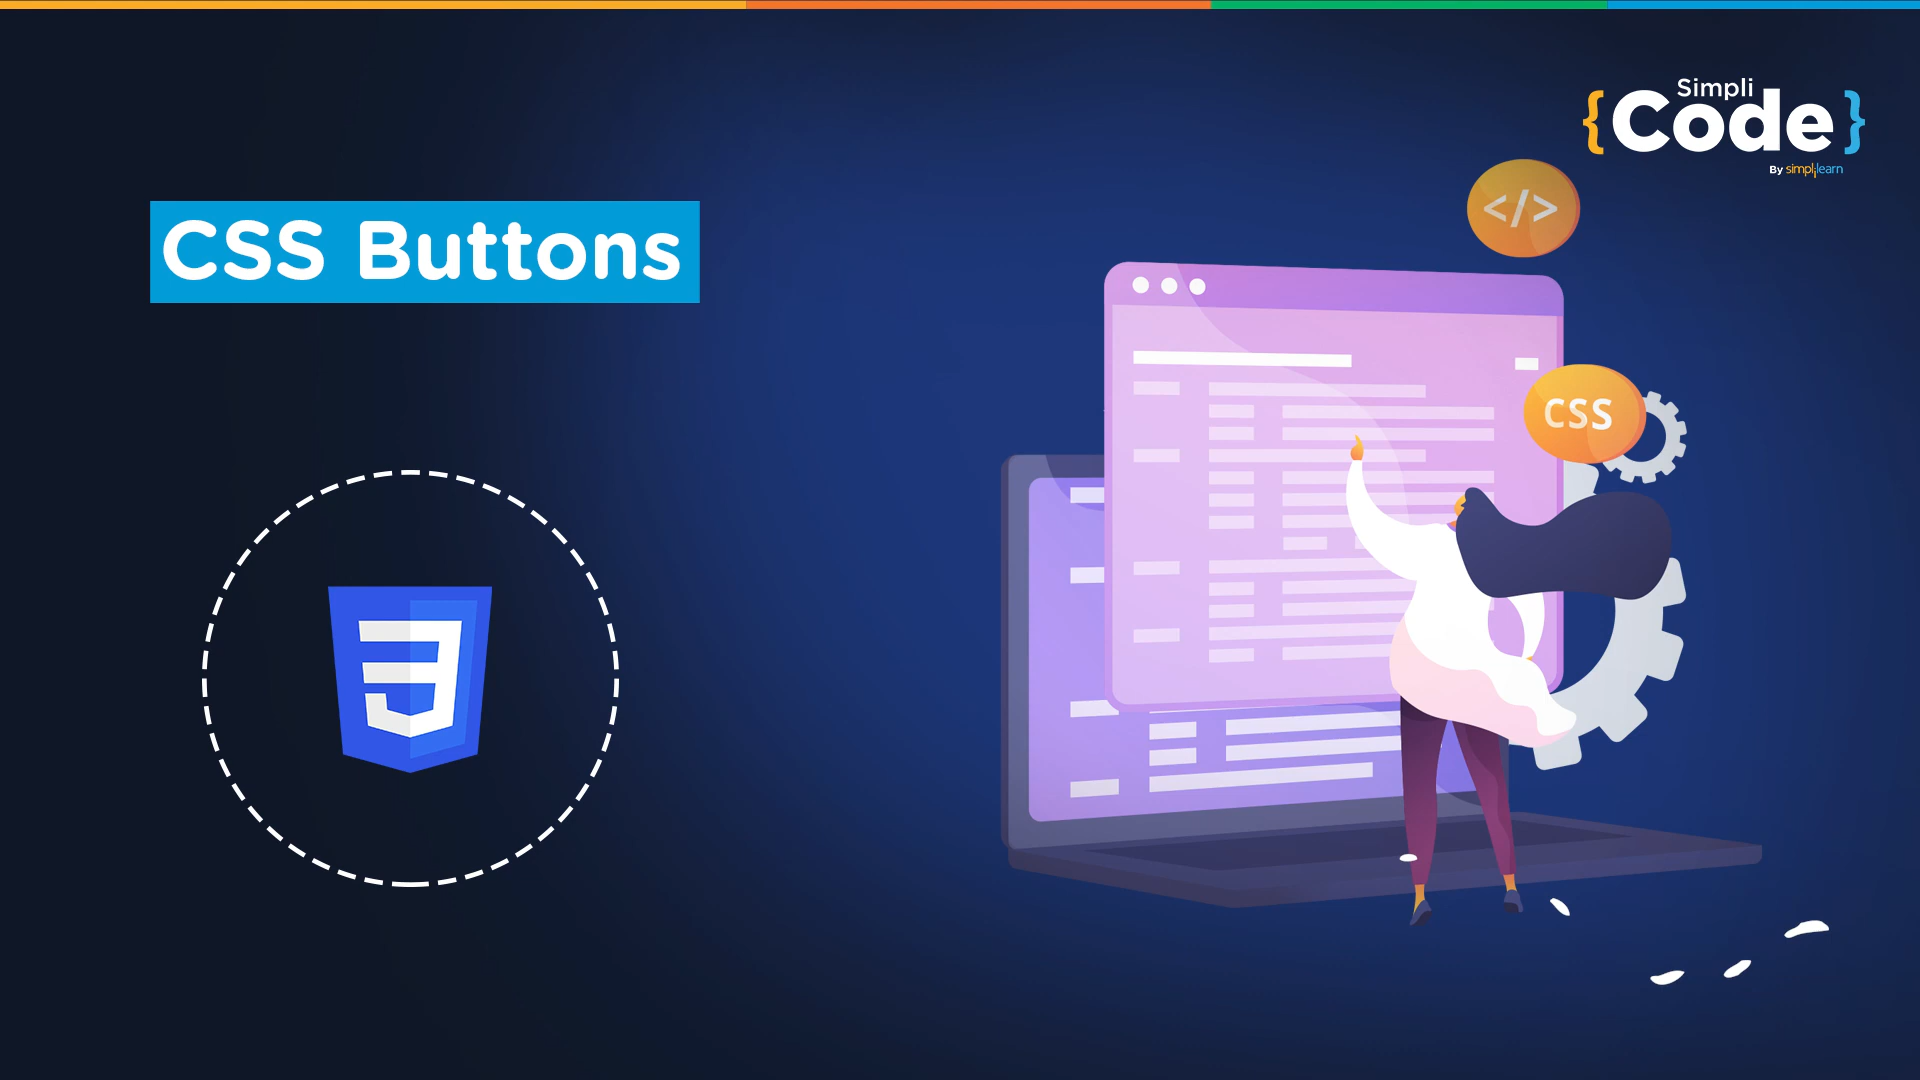 Simpli
{Code}
By simplilearn
</>
CSS Buttons
CSS